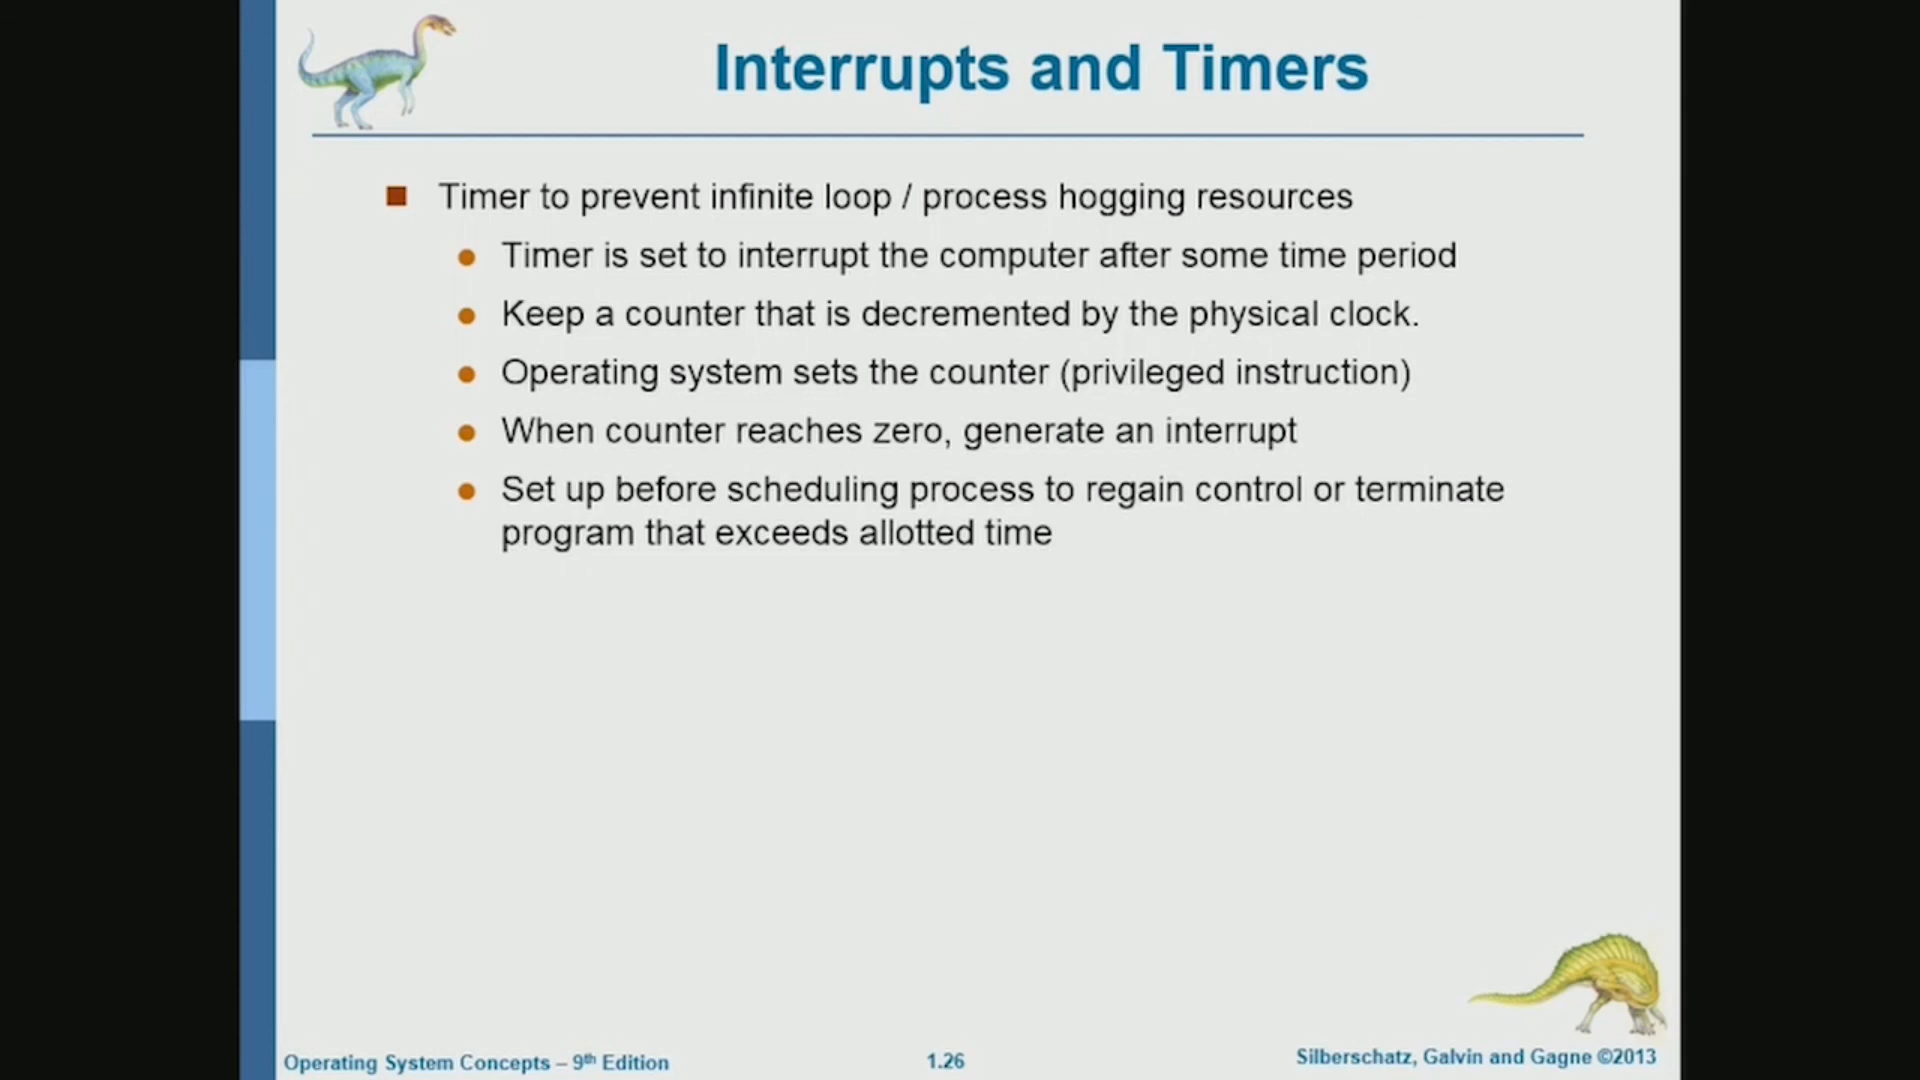 Interrupts and Timers
Timer to prevent infinite loop / process hogging resources
Timer is set to interrupt the computer after some time period
Keep a counter that is decremented by the physical clock.
Operating system sets the counter (privileged instruction)
When counter reaches zero, generate an interrupt
Set up before scheduling process to regain control or terminate
program that exceeds allotted time
Operating System Concepts – 9th Edition
1.26
Silberschatz, Galvin and Gagne ©2013